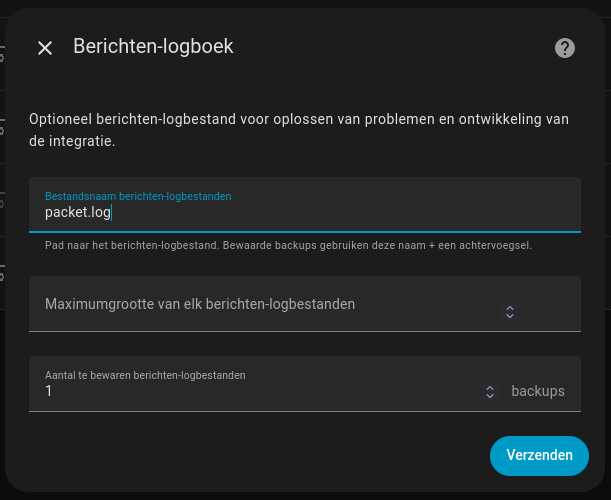 Berichten-logboek
Optioneel berichten-logbestand voor oplossen van problemen en ontwikkeling van
de integratie.
Bestandsnaam berichten-logbestanden
packet.log
Pad naar het berichten-logbestand. Bewaarde backups gebruiken deze naam + een achtervoegsel.
Maximumgrootte van elk berichten-logbestanden
Aantal te bewaren berichten-logbestanden
1
backups
Verzenden